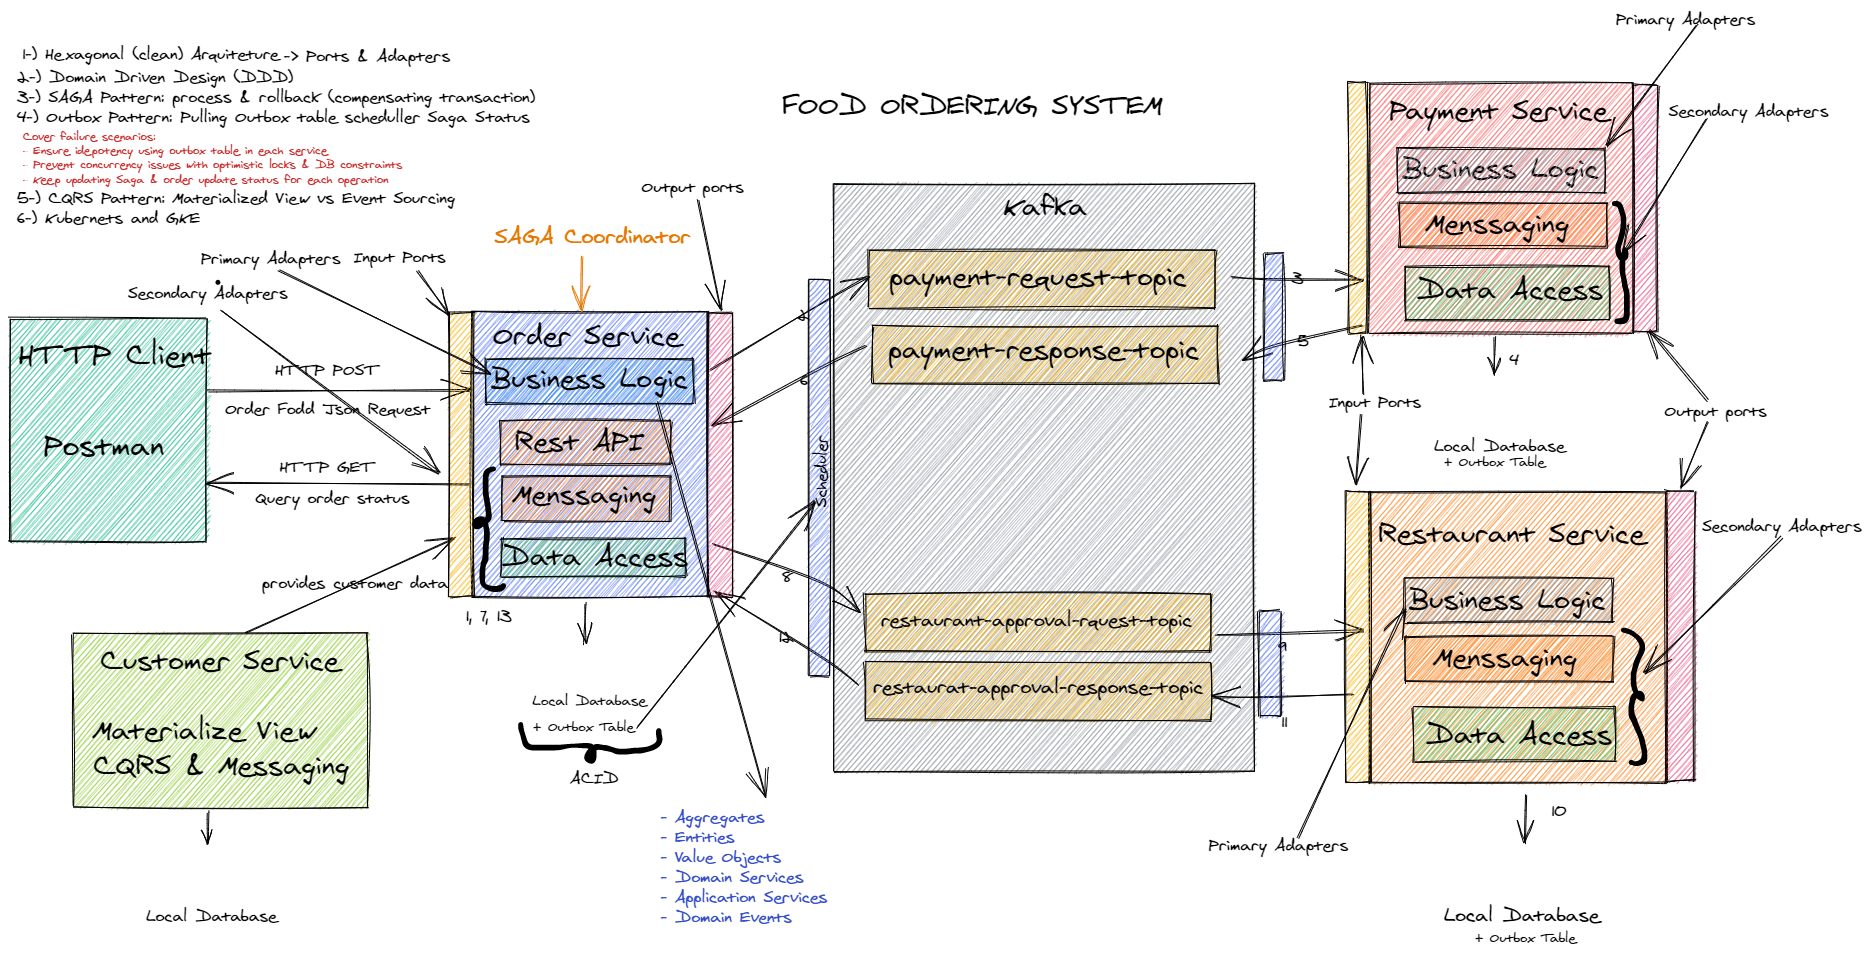 1-) Hexagonal (clean) Arquiteture -> Ports & Adapters
2-) Domain Driven Design (DDD)
3-) SAGA Pattern: process & rollback (compensating transaction)
4-) Outbox Pattern: Pulling Outbox table scheduller Saga Status
Cover failure scenarios:
- Ensure idepotency using outbox table in each service
- Prevent concurrency issues with optimistic locks & DB constraints
- Keep updating Saga & order update status for each operation
5-) CQRS Pattern: Materialized View vs Event Sourcing
6-) Kubernets and GKE
FOOD ORDERING SYSTEM
SAGA Coordinator
Output ports
Primary Adapters
Input Ports
Secondary Adapters
HTTP Client
Postman
HTTP POST
Order Fodd Json Request
HTTP GET
Query order status
provides customer data
Order Service
Business Logic
Rest API
Menssaging
Data Access
1, 7, 13
Customer Service
Materialize View
CQRS & Messaging
Local Database
Local Database
+ Outbox Table
ACID
- Aggregates
- Entities
- Value Objects
- Domain Services
- Application Services
- Domain Events
Scheduler
2
6
8
12
Kafka
payment-request-topic
payment-response-topic
restaurant-approval-rquest-topic
restaurat-approval-response-topic
3
5
9
11
Primary Adapters
Secondary Adapters
Payment Service
Business Logic
Menssaging
Data Access
4
Input Ports
Output ports
Local Database
+ Outbox Table
Restaurant Service
Secondary Adapters
Business Logic
Menssaging
Data Access
Primary Adapters
10
Local Database
+ Outbox Table